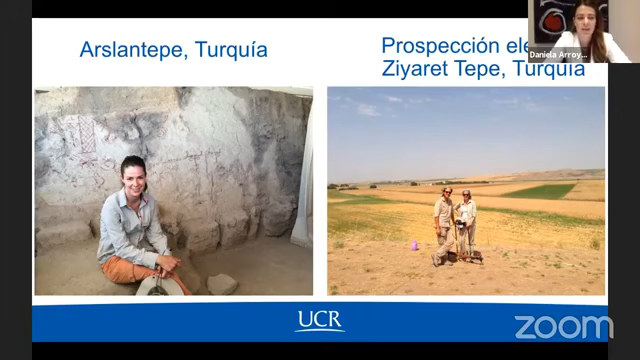 Arslantepe, Turquía
Prospección ele
Ziyaret Tepe, Turquía
Daniela Arroy...
UCR
zoom